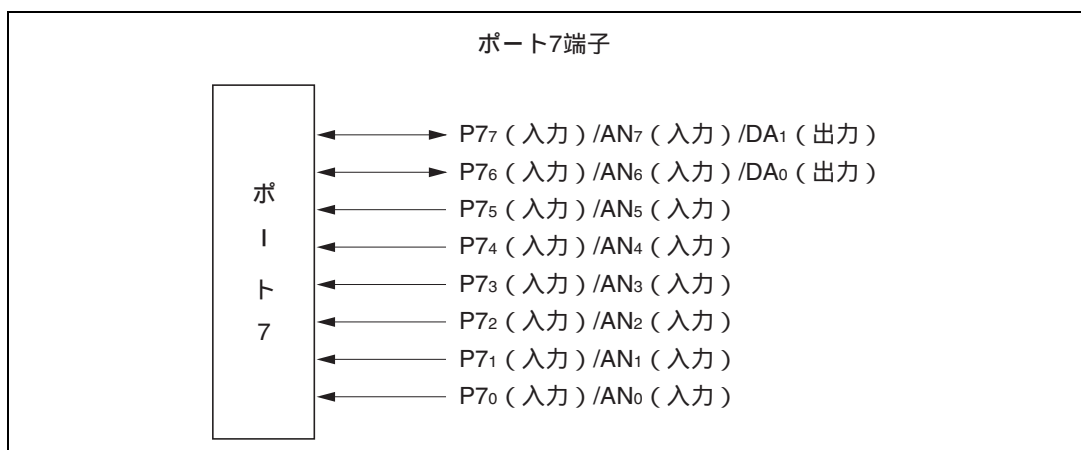 ポート7端子
ポート7
P7₇（入力）/AN₇（入力）/DA₁（出力）
P7₆（入力）/AN₆（入力）/DA₀（出力）
P7₅（入力）/AN₅（入力）
P7₄（入力）/AN₄（入力）
P7₃（入力）/AN₃（入力）
P7₂（入力）/AN₂（入力）
P7₁（入力）/AN₁（入力）
P7₀（入力）/AN₀（入力）